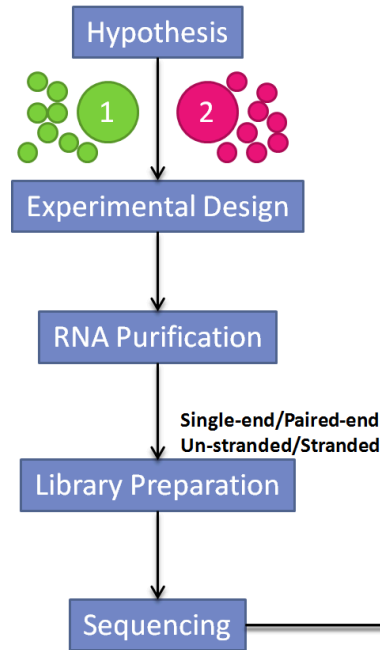 Hypothesis
1
2
Experimental Design
RNA Purification
Single-end/Paired-end
Un-stranded/Stranded
Library Preparation
Sequencing